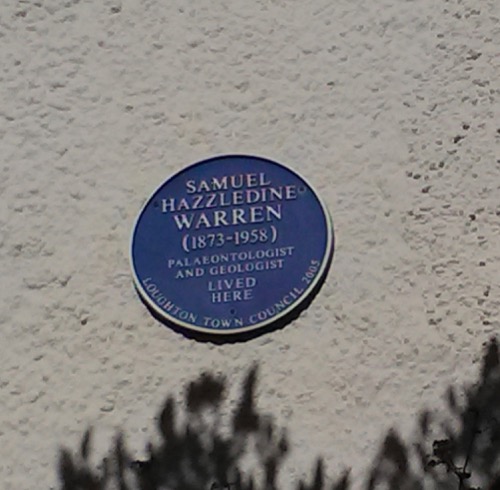 SAMUEL
HAZZLEDINE
WARREN
(1873-1958)
PALAEONTOLOGIST
AND GEOLOGIST
LIVED
HERE
LOUGHTON TOWN COUNCIL 2005